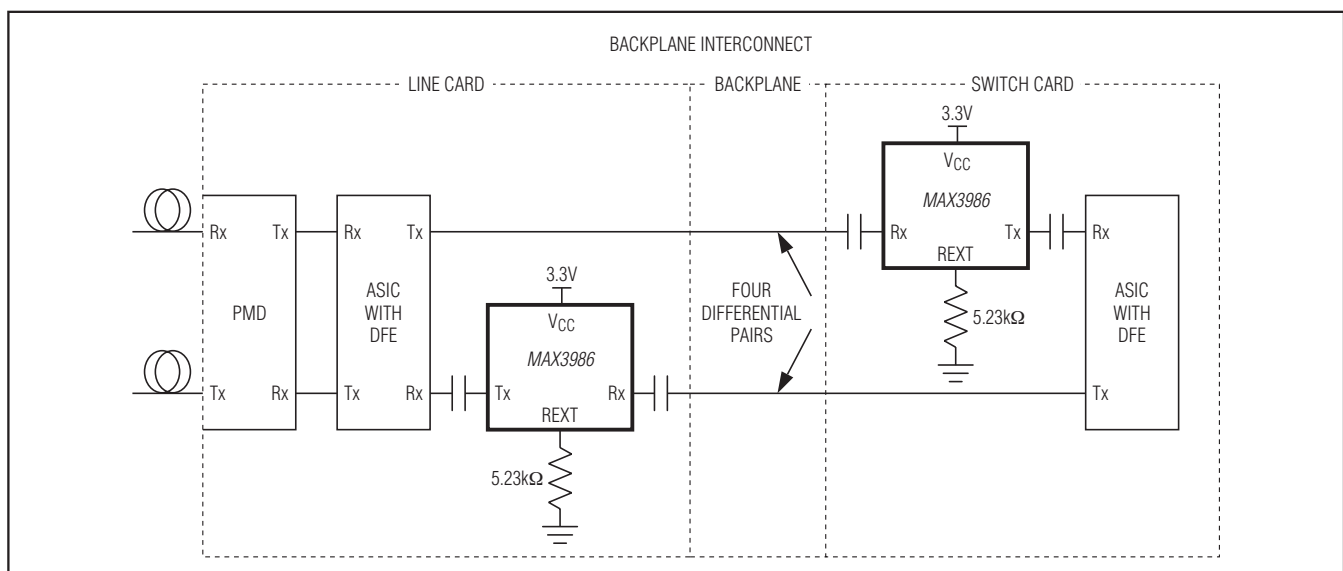 BACKPLANE INTERCONNECT
LINE CARD
BACKPLANE
SWITCH CARD
3.3V
VCC
MAX3986
Rx
Tx
REXT
5.23kΩ
Rx
Tx
PMD
Tx
Rx
Rx
Tx
ASIC
WITH
DFE
Tx
Rx
3.3V
VCC
MAX3986
Tx
Rx
REXT
5.23kΩ
FOUR
DIFFERENTIAL
PAIRS
Rx
ASIC
WITH
DFE
Tx